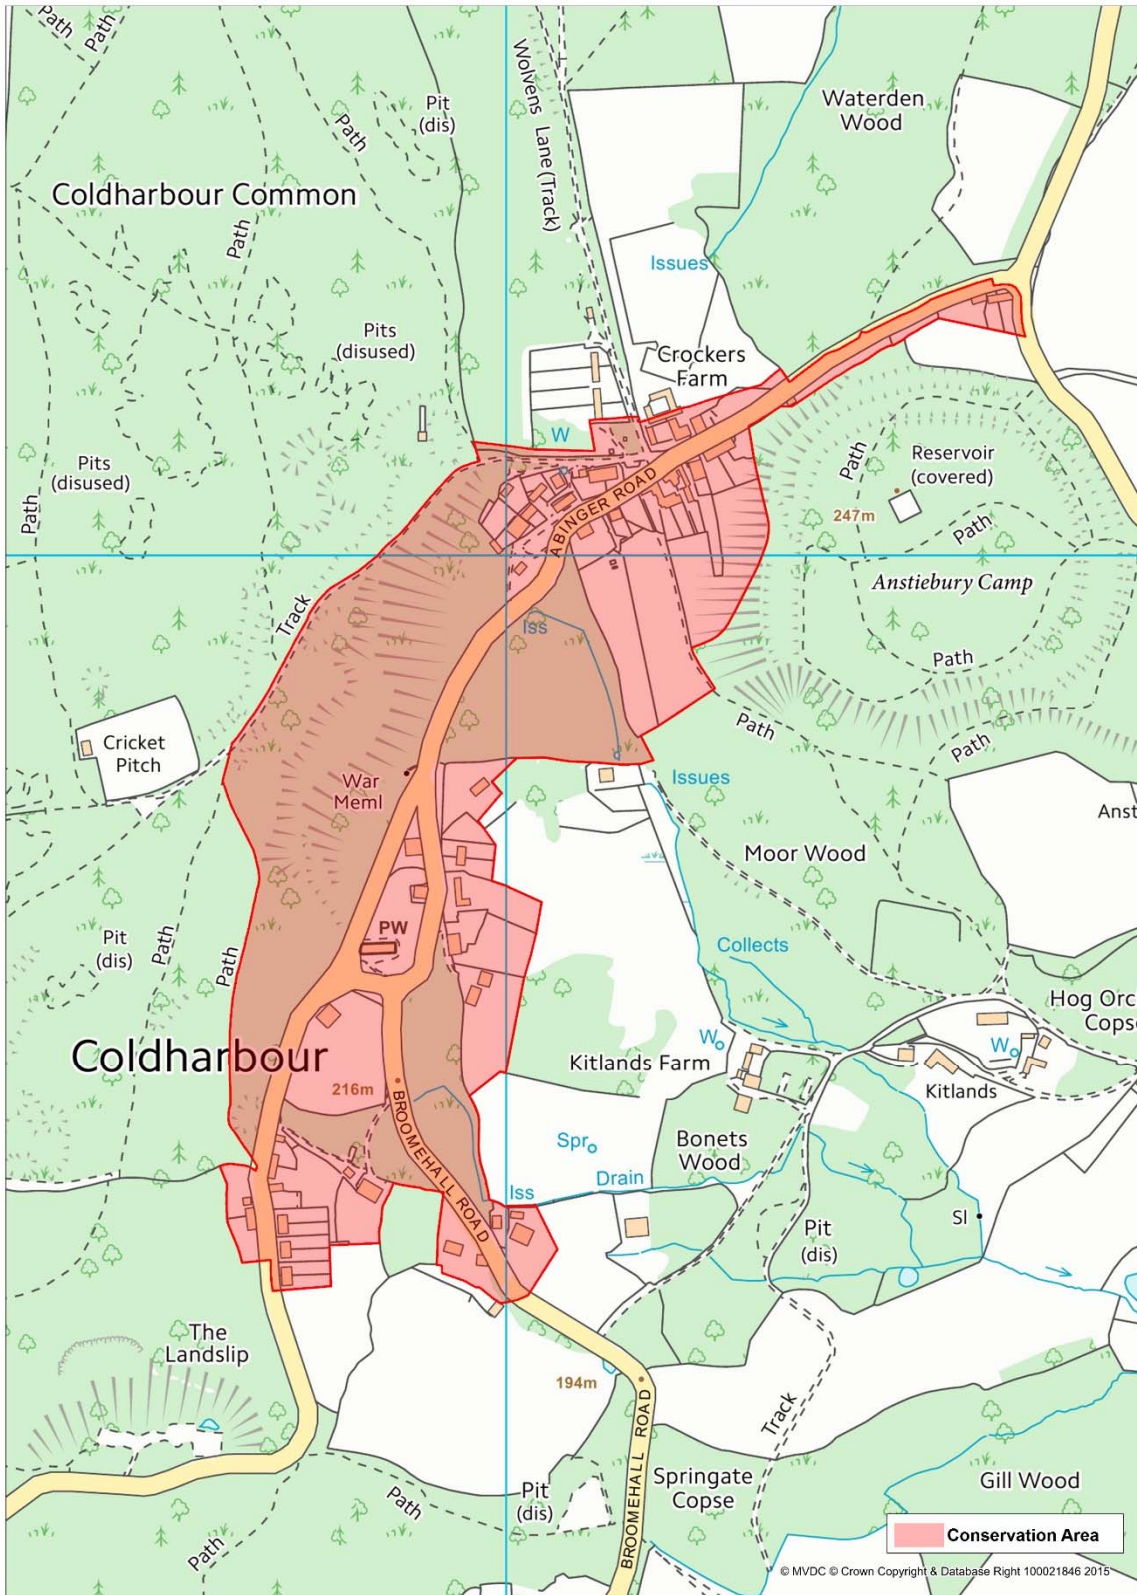 Path
Path
Wolvens Lane (Track)
Pit
(dis)
Path
Waterden
Wood
Coldharbour Common
Path
Issues
Pits
(disused)
Crockers
Farm
Path
W
Pits
(disused)
Path
Reservoir
(covered)
ABINGER ROAD
247m
Path
Anstiebury Camp
Track
Iss
Path
Path
Path
Cricket
Pitch
War
Meml
Issues
Anst
Moor Wood
PW
Pit
(dis)
Path
Path
Collects
Hog Orc
Copse
Coldharbour
W
Kitlands Farm
W
Kitlands
216m
BROOMEHALL ROAD
Spr
Bonets
Wood
Drain
Iss
SI
Pit
(dis)
The
Landslip
194m
Track
BROOMEHALL ROAD
Springate
Copse
Gill Wood
Path
Pit
(dis)
Path
Conservation Area
© MVDC © Crown Copyright & Database Right 100021846 2015